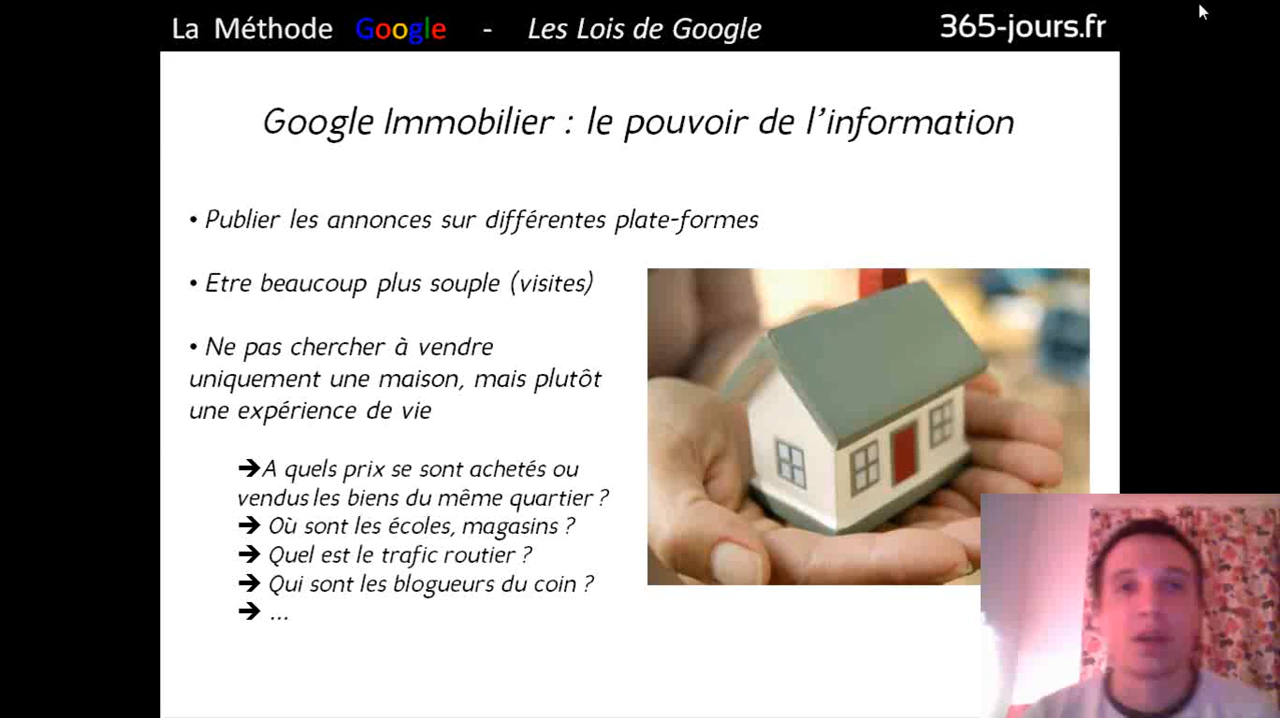 La Méthode Google - Les Lois de Google 365-jours.fr
Google Immobilier : le pouvoir de l'information
• Publier les annonces sur différentes plate-formes
• Etre beaucoup plus souple (visites)
• Ne pas chercher à vendre
uniquement une maison, mais plutôt
une expérience de vie
➔A quels prix se sont achetés ou
vendus les biens du même quartier ?
➔ Où sont les écoles, magasins ?
➔ Quel est le trafic routier ?
➔ Qui sont les blogueurs du coin ?
➔ ...